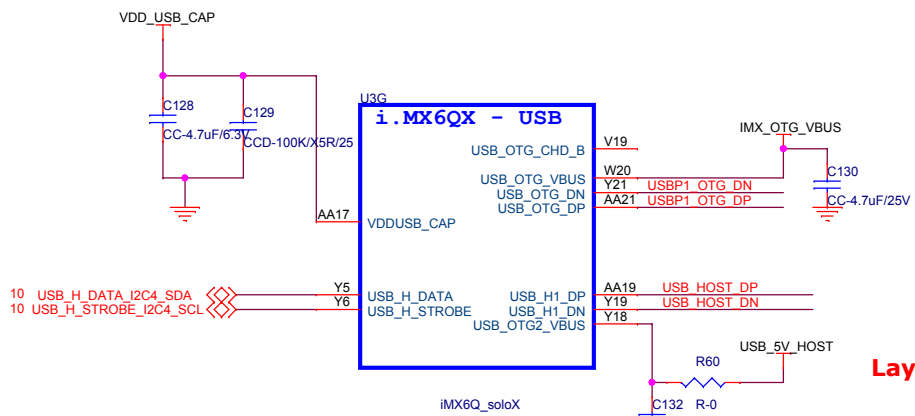 VDD_USB_CAP
C128
CC-4.7uF/6.3V
C129
CCD-100K/X5R/25
U3G
i.MX6QX - USB
USB_OTG_CHD_B V19
USB_OTG_VBUS W20
USB_OTG_DN Y21 USBP1_OTG_DN
USB_OTG_DP AA21 USBP1_OTG_DP
IMX_OTG_VBUS
C130
CC-4.7uF/25V
AA17 VDDUSB_CAP
10 USB_H_DATA_I2C4_SDA Y5 USB_H_DATA
10 USB_H_STROBE_I2C4_SCL Y6 USB_H_STROBE
USB_H1_DP AA19 USB_HOST_DP
USB_H1_DN Y19 USB_HOST_DN
USB_OTG2_VBUS Y18
USB_5V_HOST
R60
R-0
Lay
C132
iMX6Q_soloX